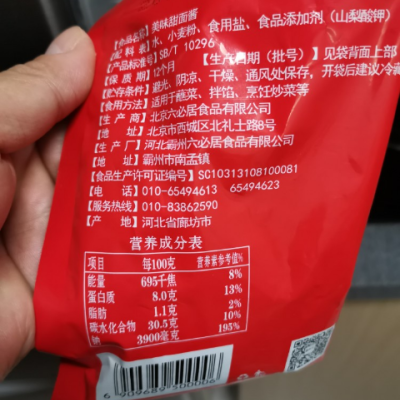 【食品名称】美味甜面酱
【配料表】水、小麦粉、食用盐、食品添加剂（山梨酸钾）
【产品标准号】SB/T 10296
【生产日期（批号）】见袋背面上部
【保质期】12个月
【贮存条件】避光、阴凉、干燥、通风处保存，开袋后建议冷藏
【食用方法】适用于蘸菜、拌馅、烹饪炒菜等
【生产商】北京六必居食品有限公司
【地址】北京市西城区北礼士路8号
【生产厂】河北霸州六必居食品有限公司
【地址】霸州市南孟镇
【食品生产许可证编号】SC10313108100081
【电话】010-65494613 65494623
【服务热线】010-83862590
【产地】河北省廊坊市
营养成分表
项目 每100克 营养素参考值%
能量 695千焦 8%
蛋白质 8.0克 13%
脂肪 1.1克 2%
碳水化合物 30.5克 10%
钠 3900毫克 195%
6 909689 300006